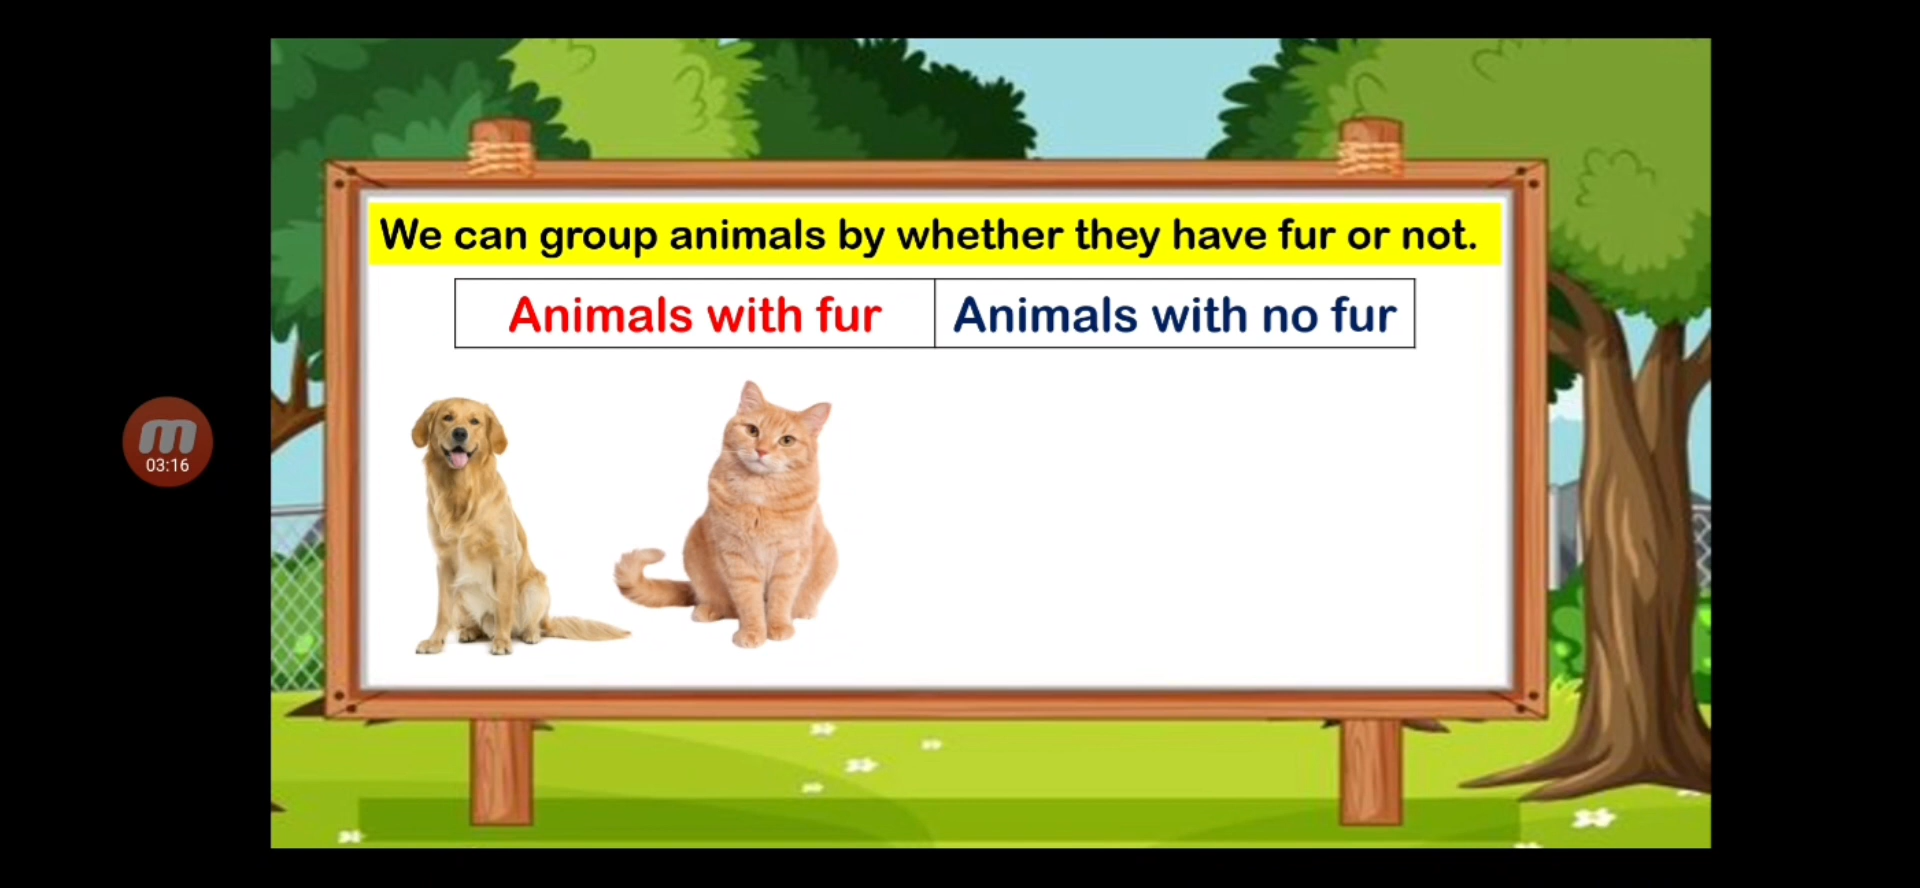 We can group animals by whether they have fur or not.
Animals with fur
Animals with no fur
m
03:16